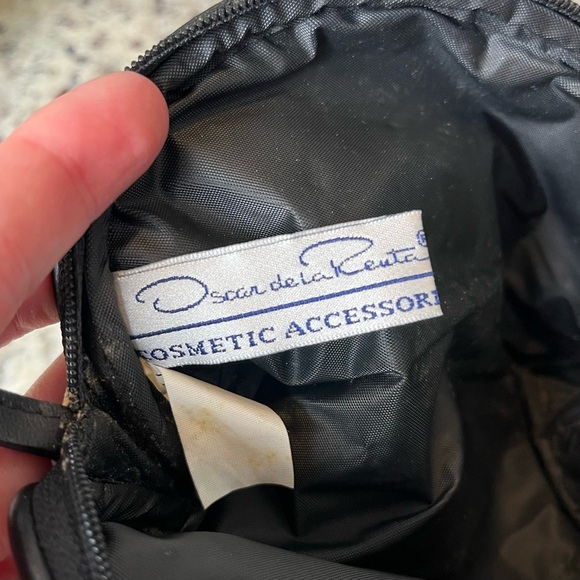 Oscar de la Renta®
COSMETIC ACCESSORI